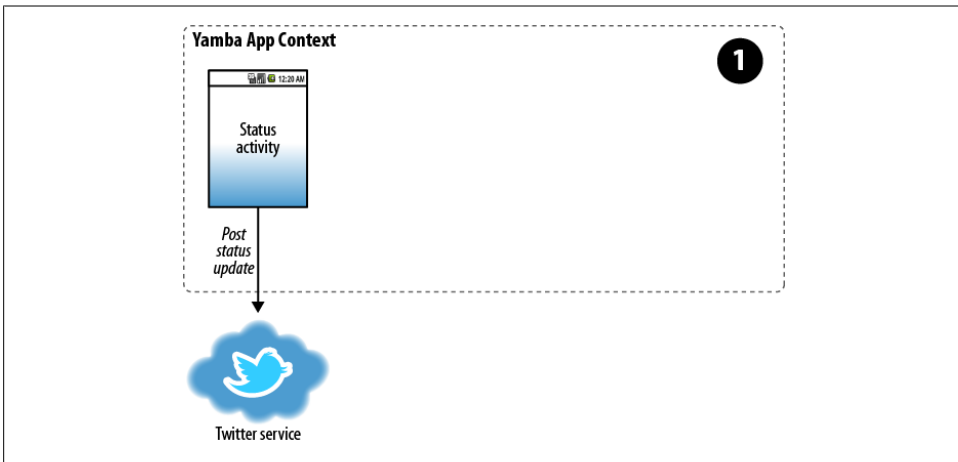 Yamba App Context
1
12:20 AM
Status
activity
Post
status
update
Twitter service